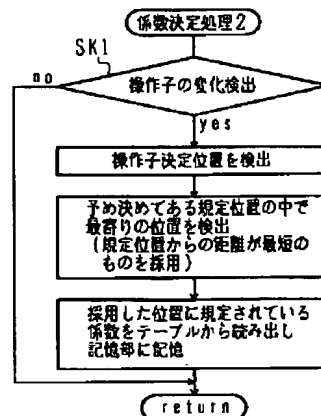 係数決定処理2
SK1
no
操作子の変化検出
yes
操作子決定位置を検出
予め決めてある規定位置の中で
最寄りの位置を検出
(規定位置からの距離が最短の
ものを採用)
採用した位置に規定されている
係数をテーブルから読み出し
記憶部に記憶
return